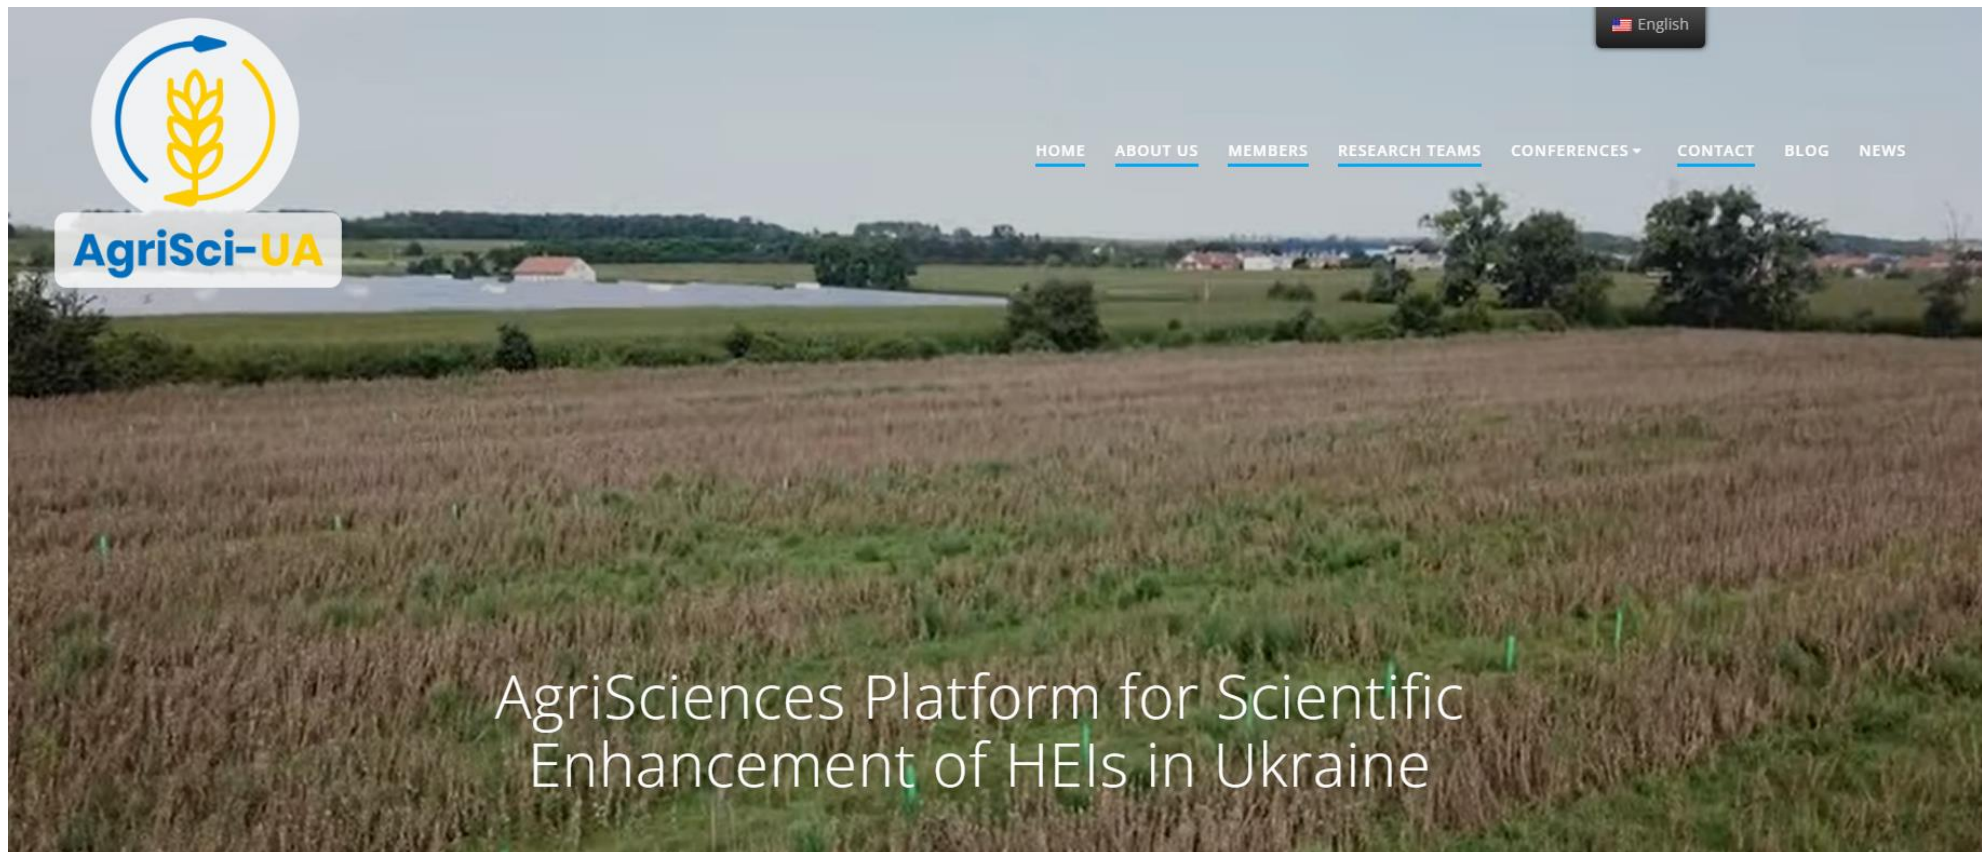 English
HOME ABOUT US MEMBERS RESEARCH TEAMS CONFERENCES CONTACT BLOG NEWS
AgriSci-UA
AgriSciences Platform for Scientific
Enhancement of HEIs in Ukraine